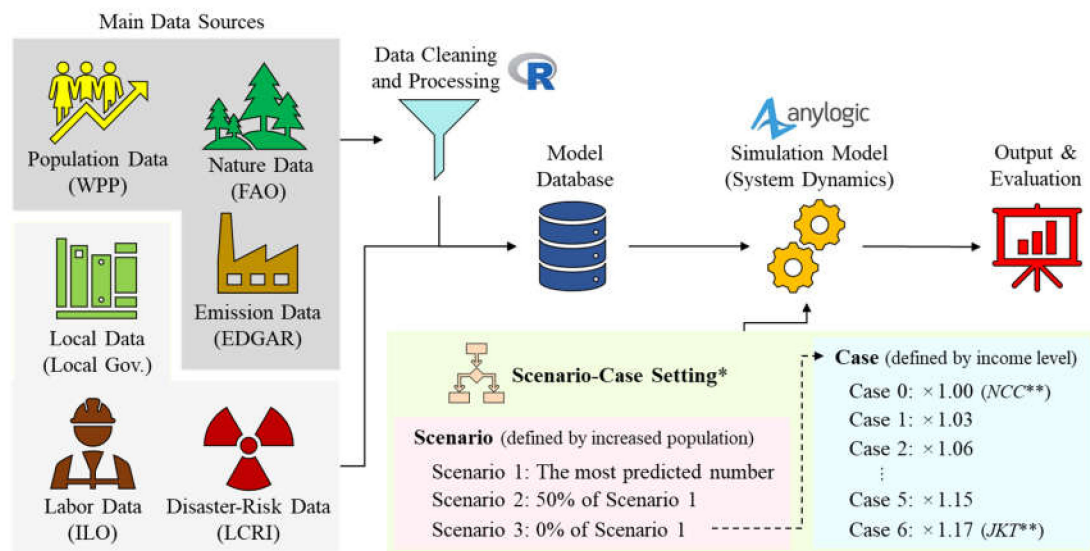 Main Data Sources
Population Data
(WPP)
Nature Data
(FAO)
Local Data
(Local Gov.)
Emission Data
(EDGAR)
Labor Data
(ILO)
Disaster-Risk Data
(LCRI)
Data Cleaning
and Processing
R
Model
Database
anylogic
Simulation Model
(System Dynamics)
Output &
Evaluation
Scenario-Case Setting*
Scenario (defined by increased population)
Scenario 1: The most predicted number
Scenario 2: 50% of Scenario 1
Scenario 3: 0% of Scenario 1
Case (defined by income level)
Case 0: ×1.00 (NCC**)
Case 1: ×1.03
Case 2: ×1.06
⋮
Case 5: ×1.15
Case 6: ×1.17 (JKT**)